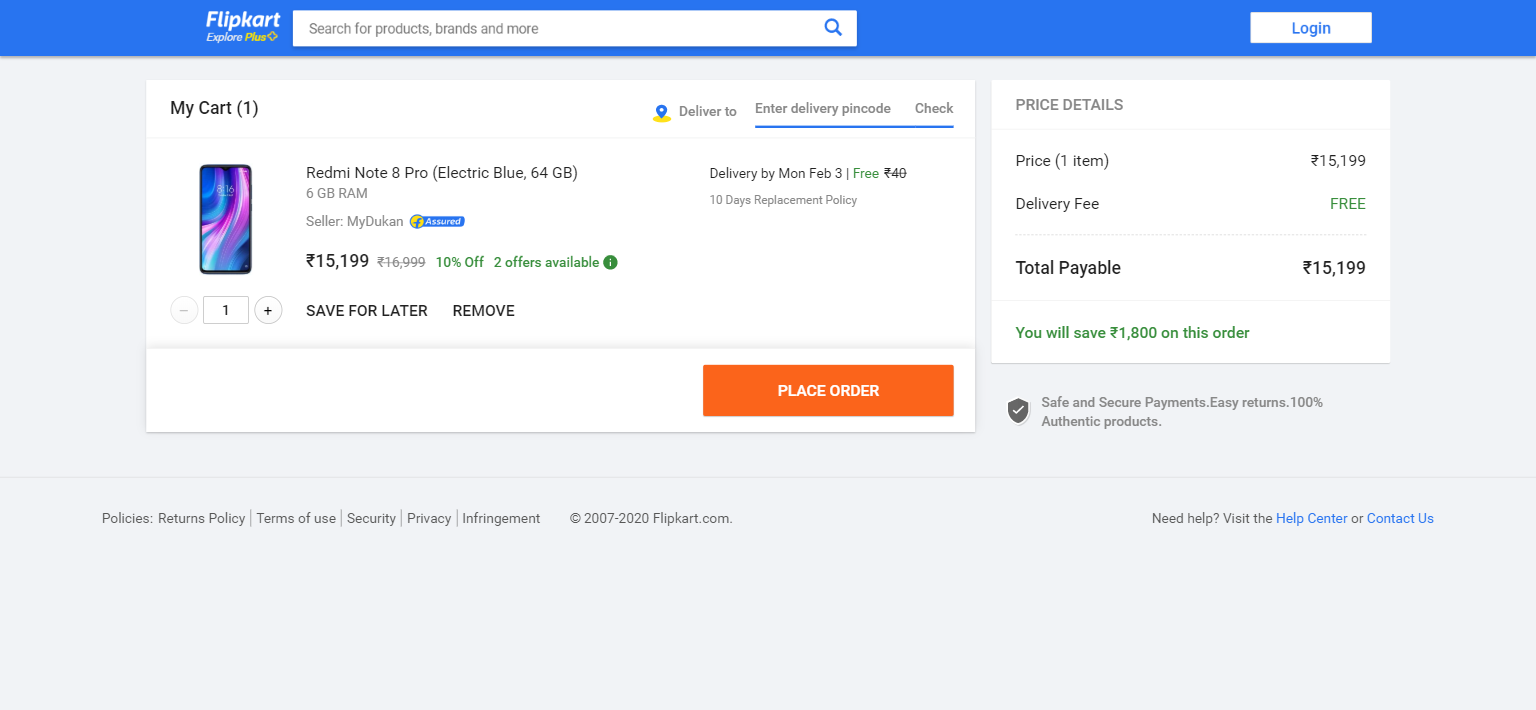 Flipkart
Explore Plus
Search for products, brands and more
Login
My Cart (1)
Deliver to
Enter delivery pincode
Check
Redmi Note 8 Pro (Electric Blue, 64 GB)
6 GB RAM
Seller: MyDukan Assured
₹15,199 ₹16,999 10% Off 2 offers available
Delivery by Mon Feb 3 | Free ₹40
10 Days Replacement Policy
8:16
− 1 + SAVE FOR LATER REMOVE
PLACE ORDER
PRICE DETAILS
Price (1 item) ₹15,199
Delivery Fee FREE
Total Payable ₹15,199
You will save ₹1,800 on this order
Safe and Secure Payments.Easy returns.100%
Authentic products.
Policies: Returns Policy | Terms of use | Security | Privacy | Infringement © 2007-2020 Flipkart.com.
Need help? Visit the Help Center or Contact Us